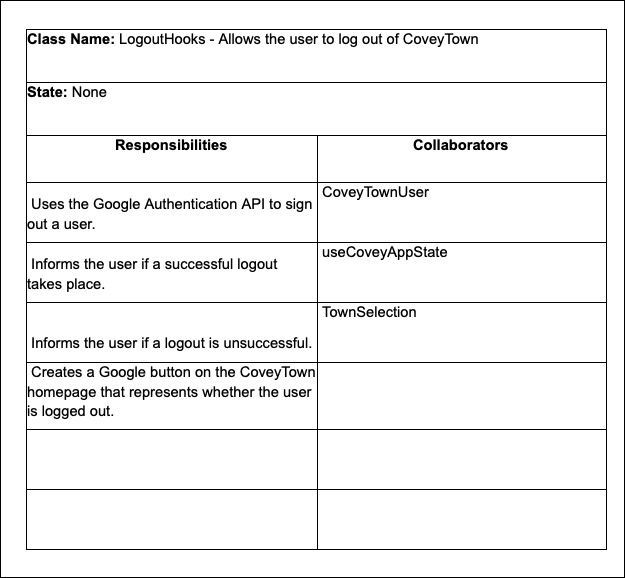 Class Name: LogoutHooks - Allows the user to log out of CoveyTown
State: None
Responsibilities
Collaborators
Uses the Google Authentication API to sign
out a user.
CoveyTownUser
Informs the user if a successful logout
takes place.
useCoveyAppState
Informs the user if a logout is unsuccessful.
TownSelection
Creates a Google button on the CoveyTown
homepage that represents whether the user
is logged out.